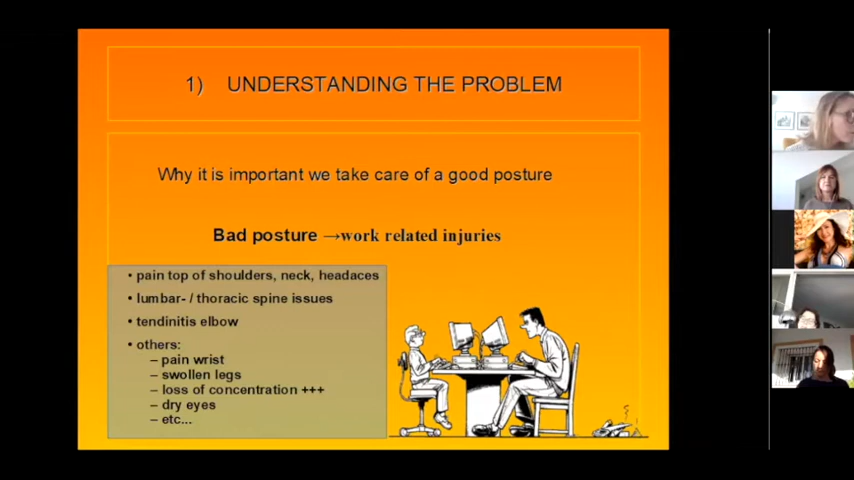 1) UNDERSTANDING THE PROBLEM
Why it is important we take care of a good posture
Bad posture →work related injuries
• pain top of shoulders, neck, headaces
• lumbar- / thoracic spine issues
• tendinitis elbow
• others:
– pain wrist
– swollen legs
– loss of concentration +++
– dry eyes
– etc...